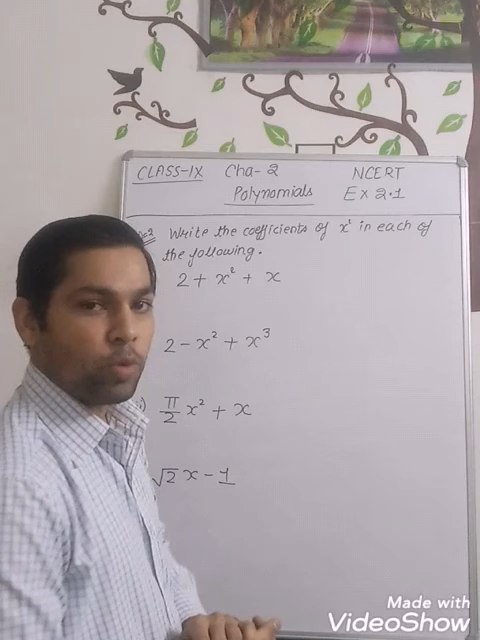 CLASS-IX Cha-2 NCERT
Polynomials Ex 2.1
Write the coefficients of x² in each of
the following.
2 + x² + x
2 - x² + x³
π/2 x² + x
√2 x - 1
Made with
VideoShow